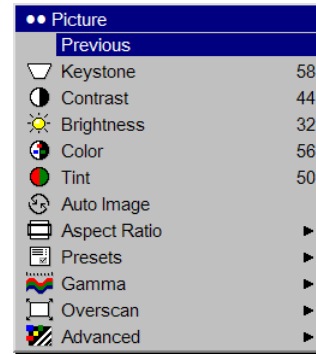 Picture
Previous
Keystone 58
Contrast 44
Brightness 32
Color 56
Tint 50
Auto Image
Aspect Ratio
Presets
Gamma
Overscan
Advanced